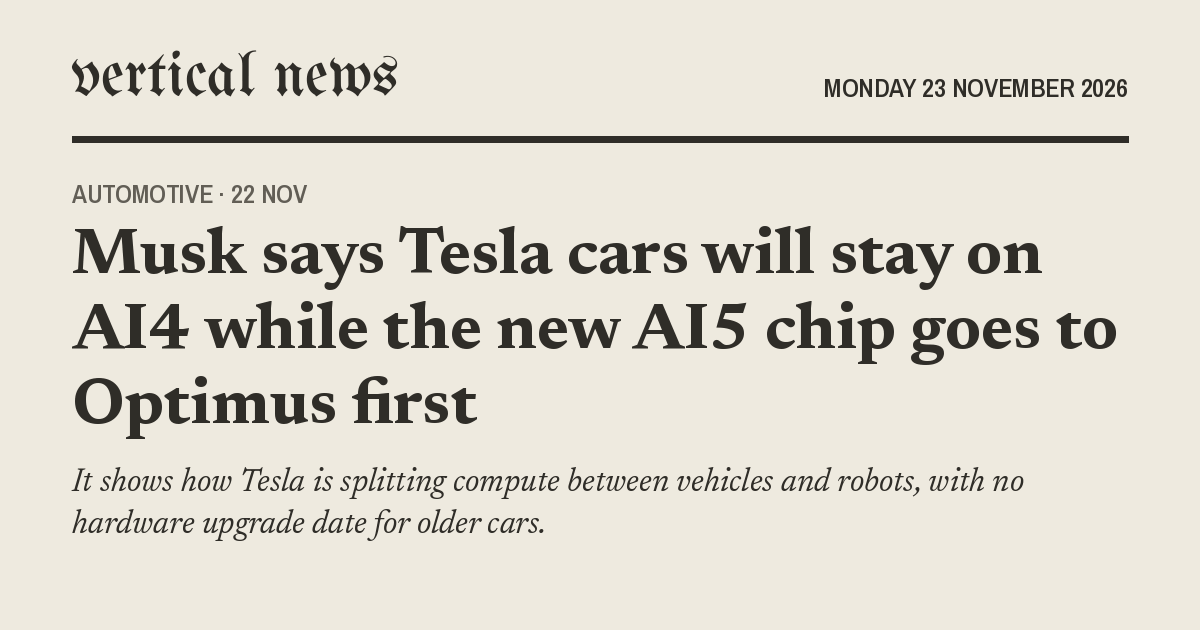 vertical news
MONDAY 23 NOVEMBER 2026
AUTOMOTIVE · 22 NOV
Musk says Tesla cars will stay on
AI4 while the new AI5 chip goes to
Optimus first
It shows how Tesla is splitting compute between vehicles and robots, with no
hardware upgrade date for older cars.